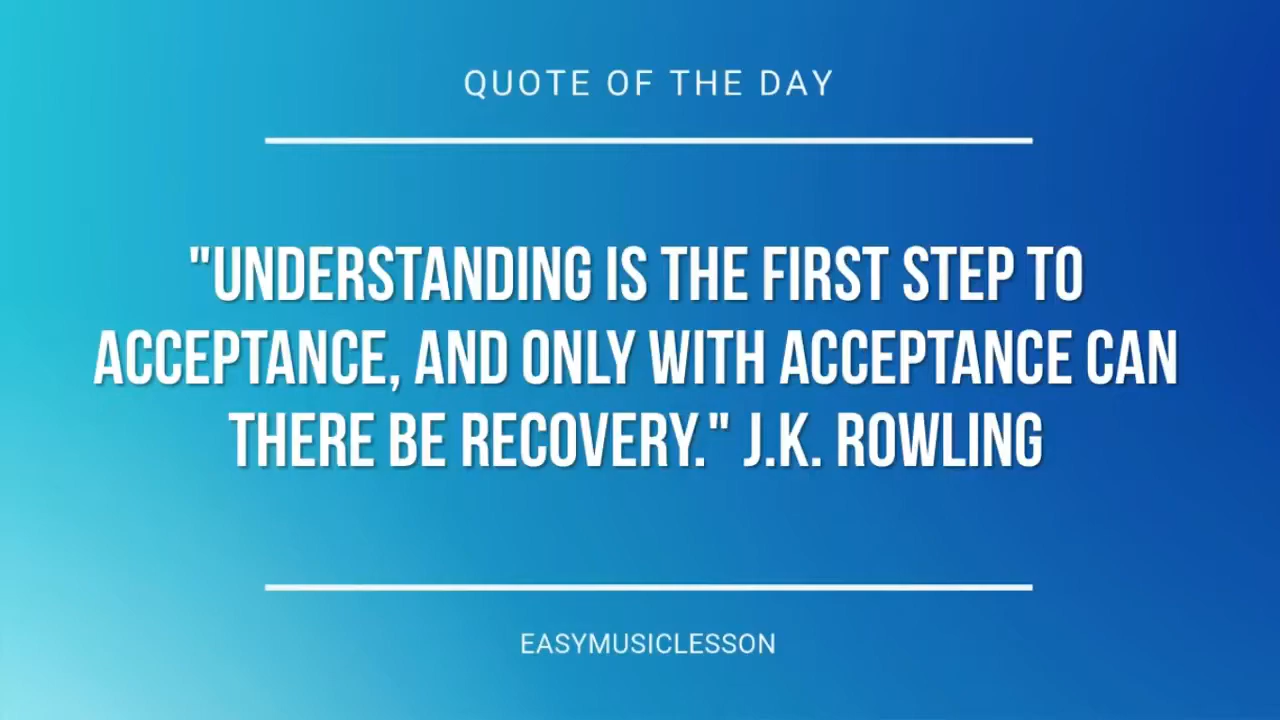 QUOTE OF THE DAY
"UNDERSTANDING IS THE FIRST STEP TO
ACCEPTANCE, AND ONLY WITH ACCEPTANCE CAN
THERE BE RECOVERY." J.K. ROWLING
EASYMUSICLESSON